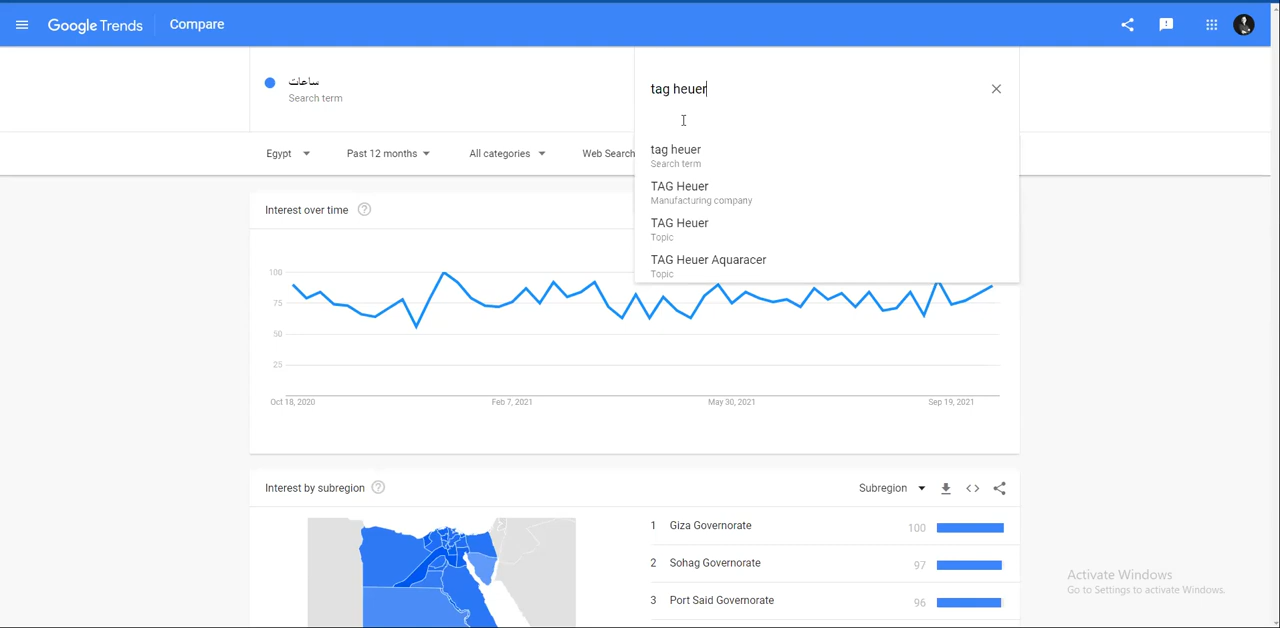 Google Trends
Compare
ساعات
Search term
tag heuer
tag heuer
Search term
TAG Heuer
Manufacturing company
TAG Heuer
Topic
TAG Heuer Aquaracer
Topic
Egypt
Past 12 months
All categories
Web Search
Interest over time
100
75
50
25
Oct 18, 2020
Feb 7, 2021
May 30, 2021
Sep 19, 2021
Interest by subregion
Subregion
1 Giza Governorate 100
2 Sohag Governorate 97
3 Port Said Governorate 96
Activate Windows
Go to Settings to activate Windows.